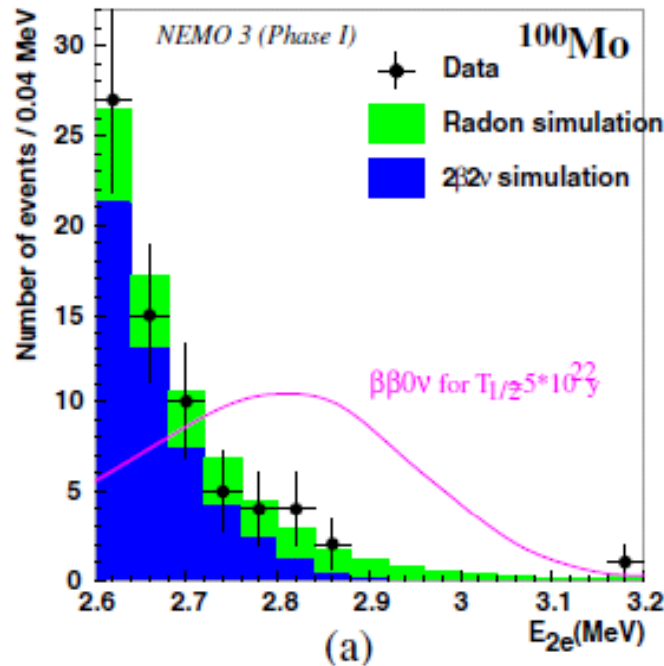 NEMO 3 (Phase I)
100Mo
Data
Radon simulation
2β2ν simulation
ββ0ν for T1/2=5*10^22 y
Number of events / 0.04 MeV
30
25
20
15
10
5
0
2.6 2.7 2.8 2.9 3 3.1 3.2
E2e(MeV)
(a)